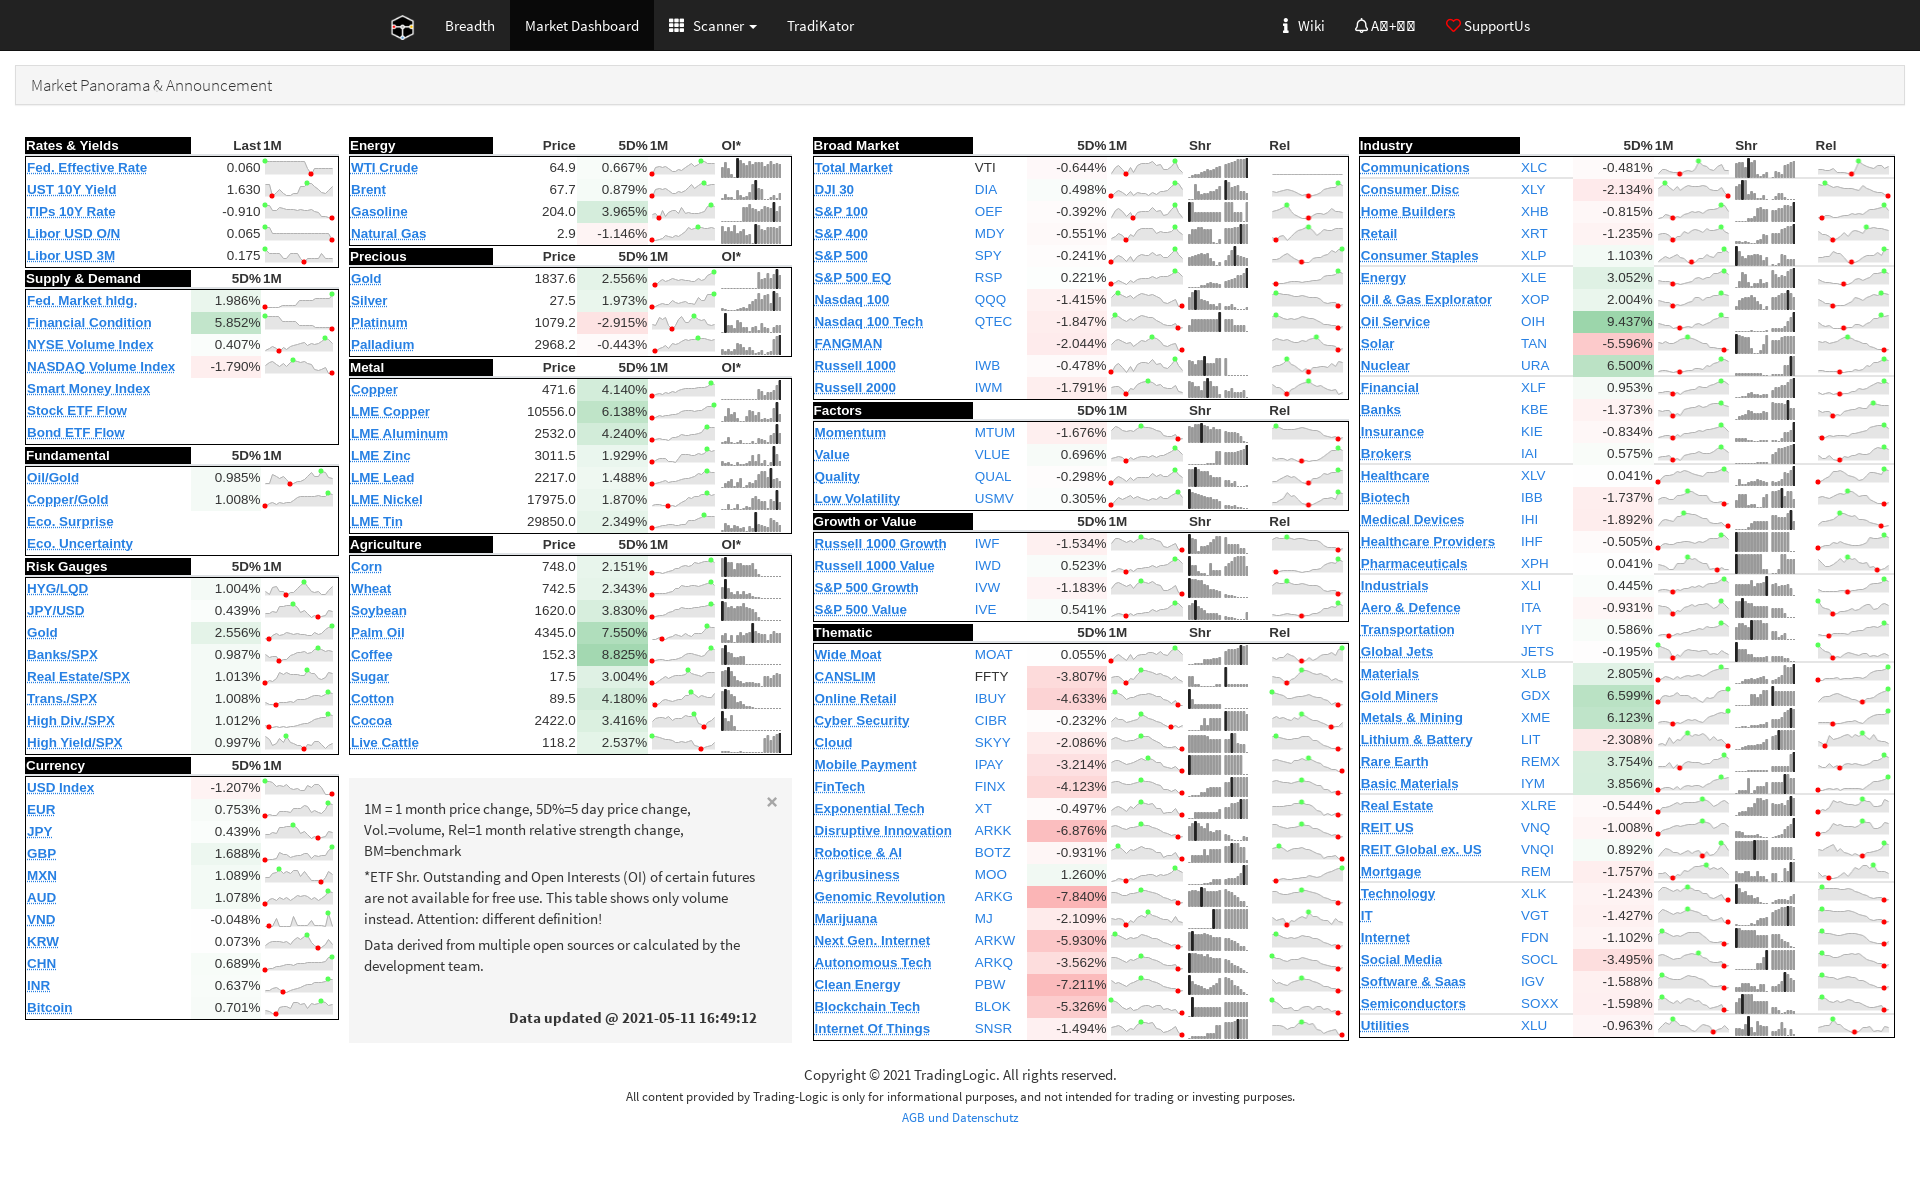 Breadth Market Dashboard Scanner TradiKator Wiki SupportUs
Market Panorama & Announcement
Rates & Yields Last 1M
Fed. Effective Rate 0.060
UST 10Y Yield 1.630
TIPs 10Y Rate -0.910
Libor USD O/N 0.065
Libor USD 3M 0.175
Supply & Demand 5D% 1M
Fed. Market hldg. 1.986%
Financial Condition 5.852%
NYSE Volume Index 0.407%
NASDAQ Volume Index -1.790%
Smart Money Index
Stock ETF Flow
Bond ETF Flow
Fundamental 5D% 1M
Oil/Gold 0.985%
Copper/Gold 1.008%
Eco. Surprise
Eco. Uncertainty
Risk Gauges 5D% 1M
HYG/LQD 1.004%
JPY/USD 0.439%
Gold 2.556%
Banks/SPX 0.987%
Real Estate/SPX 1.013%
Trans./SPX 1.008%
High Div./SPX 1.012%
High Yield/SPX 0.997%
Currency 5D% 1M
USD Index -1.207%
EUR 0.753%
JPY 0.439%
GBP 1.688%
MXN 1.089%
AUD 1.078%
VND -0.048%
KRW 0.073%
CHN 0.689%
INR 0.637%
Bitcoin 0.701%
Energy Price 5D% 1M OI*
WTI Crude 64.9 0.667%
Brent 67.7 0.879%
Gasoline 204.0 3.965%
Natural Gas 2.9 -1.146%
Precious Price 5D% 1M OI*
Gold 1837.6 2.556%
Silver 27.5 1.973%
Platinum 1079.2 -2.915%
Palladium 2968.2 -0.443%
Metal Price 5D% 1M OI*
Copper 471.6 4.140%
LME Copper 10556.0 6.138%
LME Aluminum 2532.0 4.240%
LME Zinc 3011.5 1.929%
LME Lead 2217.0 1.488%
LME Nickel 17975.0 1.870%
LME Tin 29850.0 2.349%
Agriculture Price 5D% 1M OI*
Corn 748.0 2.151%
Wheat 742.5 2.343%
Soybean 1620.0 3.830%
Palm Oil 4345.0 7.550%
Coffee 152.3 8.825%
Sugar 17.5 3.004%
Cotton 89.5 4.180%
Cocoa 2422.0 3.416%
Live Cattle 118.2 2.537%
×
1M = 1 month price change, 5D%=5 day price change,
Vol.=volume, Rel=1 month relative strength change,
BM=benchmark
*ETF Shr. Outstanding and Open Interests (OI) of certain futures
are not available for free use. This table shows only volume
instead. Attention: different definition!
Data derived from multiple open sources or calculated by the
development team.
Data updated @ 2021-05-11 16:49:12
Broad Market 5D% 1M Shr Rel
Total Market VTI -0.644%
DJI 30 DIA 0.498%
S&P 100 OEF -0.392%
S&P 400 MDY -0.551%
S&P 500 SPY -0.241%
S&P 500 EQ RSP 0.221%
Nasdaq 100 QQQ -1.415%
Nasdaq 100 Tech QTEC -1.847%
FANGMAN -2.044%
Russell 1000 IWB -0.478%
Russell 2000 IWM -1.791%
Factors 5D% 1M Shr Rel
Momentum MTUM -1.676%
Value VLUE 0.696%
Quality QUAL -0.298%
Low Volatility USMV 0.305%
Growth or Value 5D% 1M Shr Rel
Russell 1000 Growth IWF -1.534%
Russell 1000 Value IWD 0.523%
S&P 500 Growth IVW -1.183%
S&P 500 Value IVE 0.541%
Thematic 5D% 1M Shr Rel
Wide Moat MOAT 0.055%
CANSLIM FFTY -3.807%
Online Retail IBUY -4.633%
Cyber Security CIBR -0.232%
Cloud SKYY -2.086%
Mobile Payment IPAY -3.214%
FinTech FINX -4.123%
Exponential Tech XT -0.497%
Disruptive Innovation ARKK -6.876%
Robotice & AI BOTZ -0.931%
Agribusiness MOO 1.260%
Genomic Revolution ARKG -7.840%
Marijuana MJ -2.109%
Next Gen. Internet ARKW -5.930%
Autonomous Tech ARKQ -3.562%
Clean Energy PBW -7.211%
Blockchain Tech BLOK -5.326%
Internet Of Things SNSR -1.494%
Industry 5D% 1M Shr Rel
Communications XLC -0.481%
Consumer Disc XLY -2.134%
Home Builders XHB -0.815%
Retail XRT -1.235%
Consumer Staples XLP 1.103%
Energy XLE 3.052%
Oil & Gas Explorator XOP 2.004%
Oil Service OIH 9.437%
Solar TAN -5.596%
Nuclear URA 6.500%
Financial XLF 0.953%
Banks KBE -1.373%
Insurance KIE -0.834%
Brokers IAI 0.575%
Healthcare XLV 0.041%
Biotech IBB -1.737%
Medical Devices IHI -1.892%
Healthcare Providers IHF -0.505%
Pharmaceuticals XPH 0.041%
Industrials XLI 0.445%
Aero & Defence ITA -0.931%
Transportation IYT 0.586%
Global Jets JETS -0.195%
Materials XLB 2.805%
Gold Miners GDX 6.599%
Metals & Mining XME 6.123%
Lithium & Battery LIT -2.308%
Rare Earth REMX 3.754%
Basic Materials IYM 3.856%
Real Estate XLRE -0.544%
REIT US VNQ -1.008%
REIT Global ex. US VNQI 0.892%
Mortgage REM -1.757%
Technology XLK -1.243%
IT VGT -1.427%
Internet FDN -1.102%
Social Media SOCL -3.495%
Software & Saas IGV -1.588%
Semiconductors SOXX -1.598%
Utilities XLU -0.963%
Copyright © 2021 TradingLogic. All rights reserved.
All content provided by Trading-Logic is only for informational purposes, and not intended for trading or investing purposes.
AGB und Datenschutz